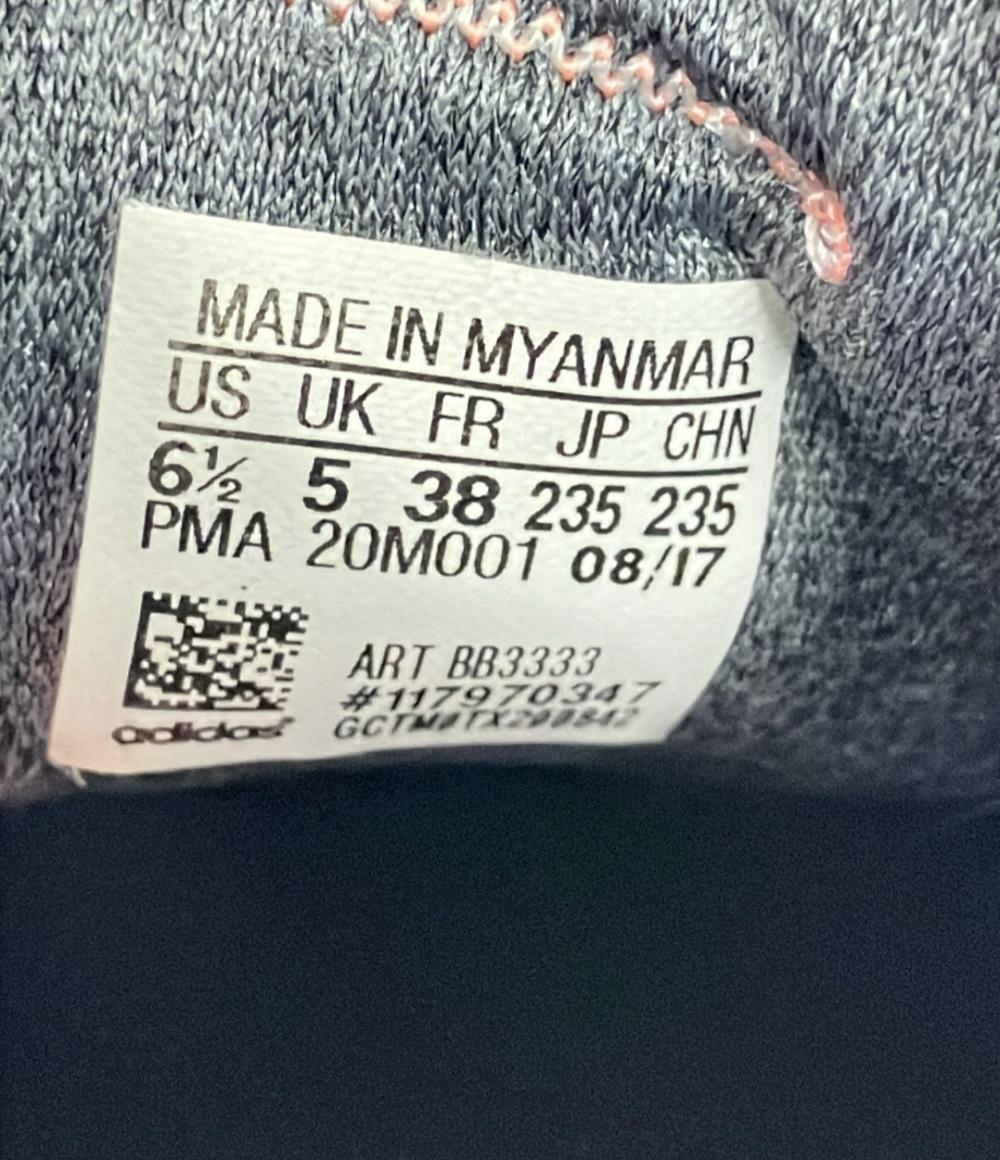 MADE IN MYANMAR
US UK FR JP CHN
6½ 5 38 235 235
PMA 20M001 08/17
ART BB3333
#117970347
adidas